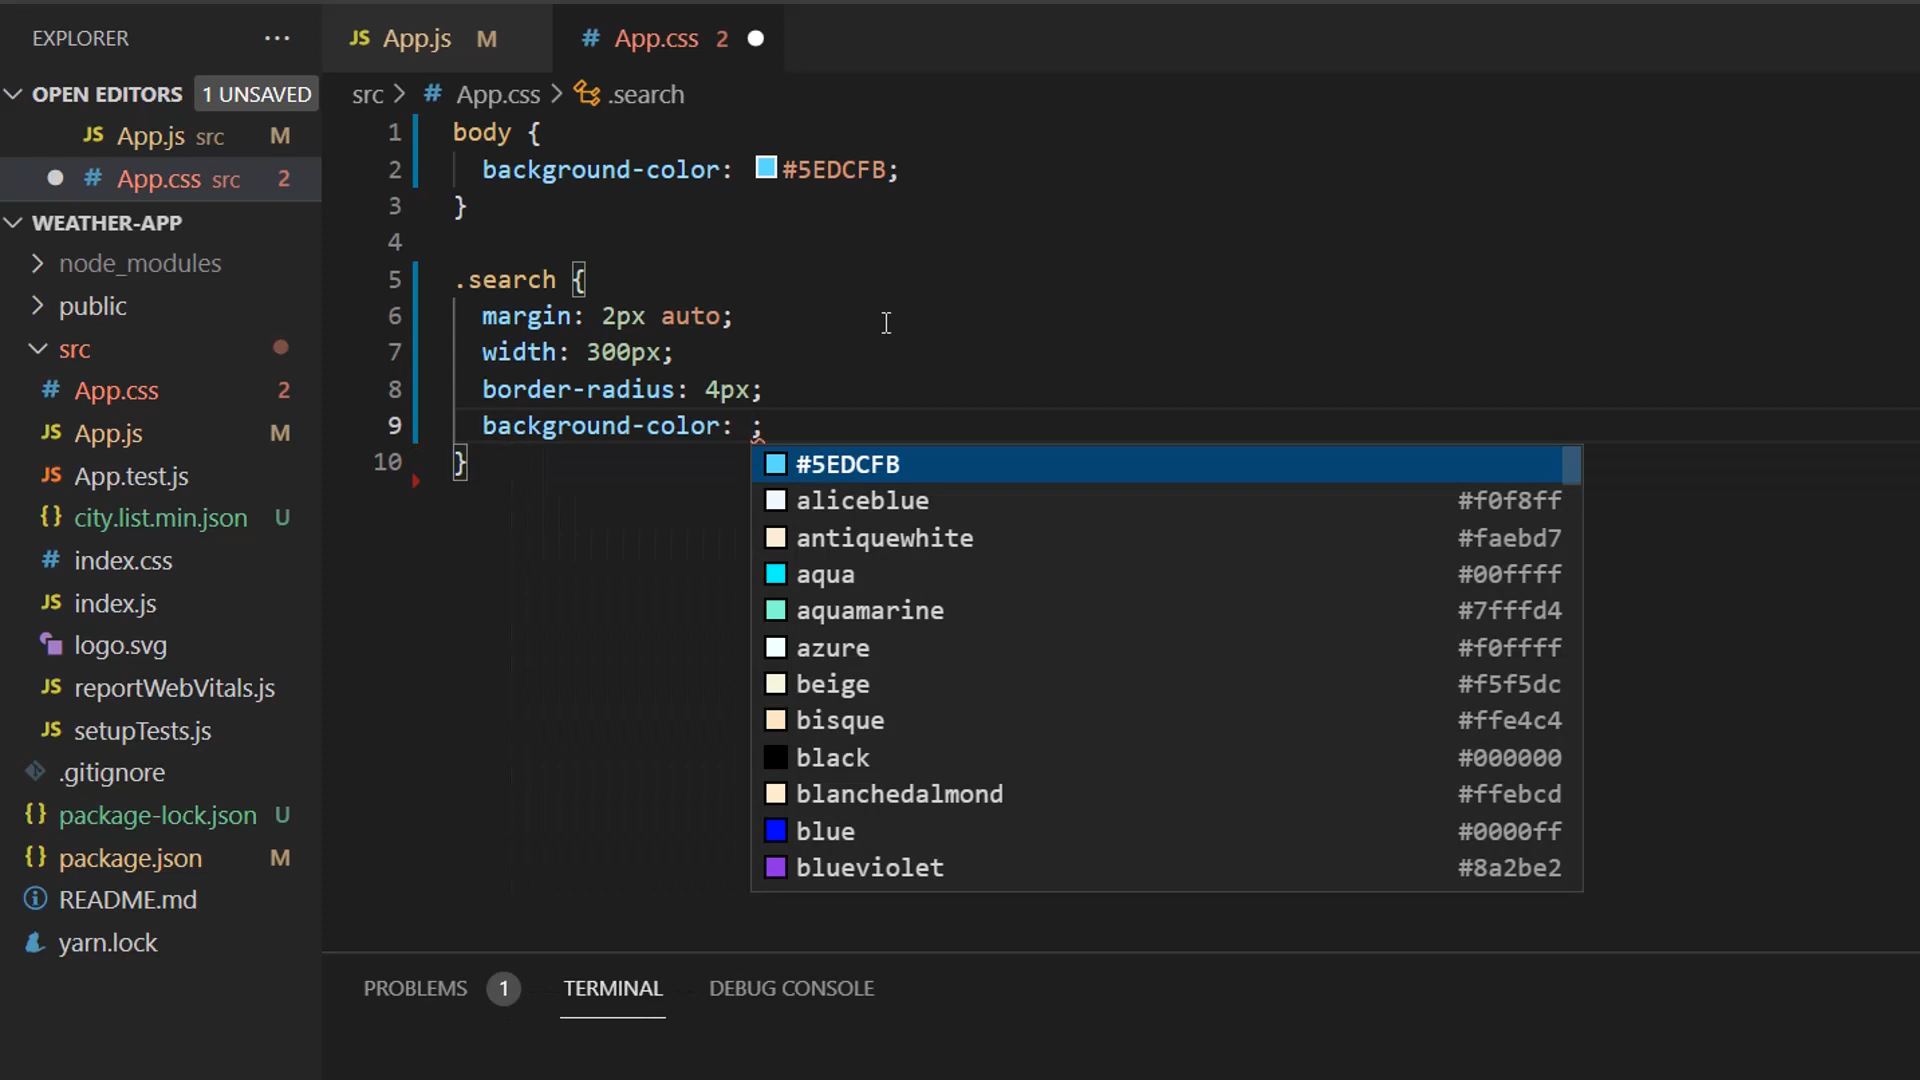 EXPLORER ...
OPEN EDITORS 1 UNSAVED
JS App.js src M
# App.css src 2
WEATHER-APP
node_modules
public
src
# App.css 2
JS App.js M
App.test.js
{} city.list.min.json U
# index.css
JS index.js
logo.svg
JS reportWebVitals.js
JS setupTests.js
.gitignore
{} package-lock.json U
{} package.json M
README.md
yarn.lock
JS App.js M # App.css 2
src > # App.css > .search
1 body {
2 background-color: #5EDCFB;
3 }
4
5 .search {
6 margin: 2px auto;
7 width: 300px;
8 border-radius: 4px;
9 background-color: ;
10 }
#5EDCFB
aliceblue #f0f8ff
antiquewhite #faebd7
aqua #00ffff
aquamarine #7fffd4
azure #f0ffff
beige #f5f5dc
bisque #ffe4c4
black #000000
blanchedalmond #ffebcd
blue #0000ff
blueviolet #8a2be2
PROBLEMS 1 TERMINAL DEBUG CONSOLE